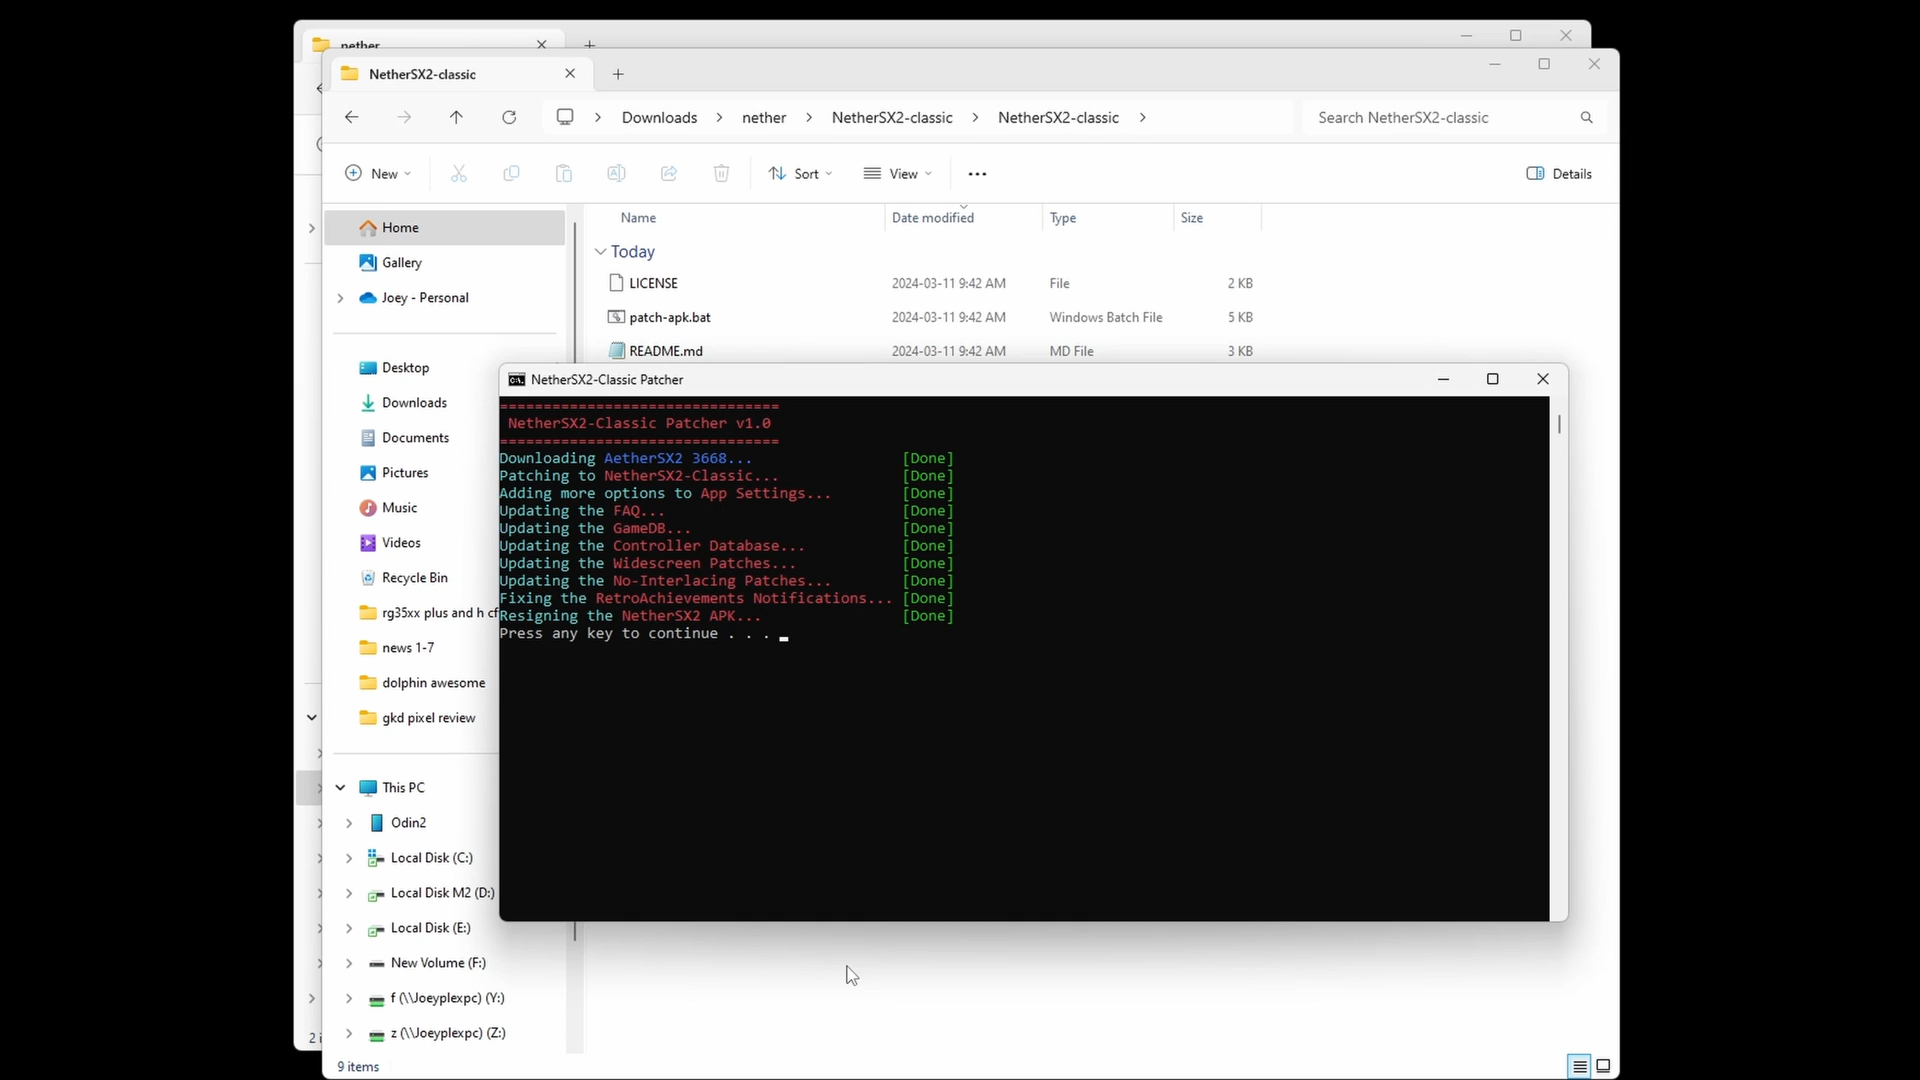 nether
NetherSX2-classic
Downloads > nether > NetherSX2-classic > NetherSX2-classic >
Search NetherSX2-classic
New
Sort
View
Details
Name
Date modified
Type
Size
Home
Gallery
Joey - Personal
Desktop
Downloads
Documents
Pictures
Music
Videos
Recycle Bin
rg35xx plus and h cf
news 1-7
dolphin awesome
gkd pixel review
This PC
Odin2
Local Disk (C:)
Local Disk M2 (D:)
Local Disk (E:)
New Volume (F:)
f (\\Joeyplexpc) (Y:)
z (\\Joeyplexpc) (Z:)
Today
LICENSE 2024-03-11 9:42 AM File 2 KB
patch-apk.bat 2024-03-11 9:42 AM Windows Batch File 5 KB
README.md 2024-03-11 9:42 AM MD File 3 KB
NetherSX2-Classic Patcher
================================
NetherSX2-Classic Patcher v1.0
================================
Downloading AetherSX2 3668... [Done]
Patching to NetherSX2-Classic... [Done]
Adding more options to App Settings... [Done]
Updating the FAQ... [Done]
Updating the GameDB... [Done]
Updating the Controller Database... [Done]
Updating the Widescreen Patches... [Done]
Updating the No-Interlacing Patches... [Done]
Fixing the RetroAchievements Notifications... [Done]
Resigning the NetherSX2 APK... [Done]
Press any key to continue . . .
2 i
9 items